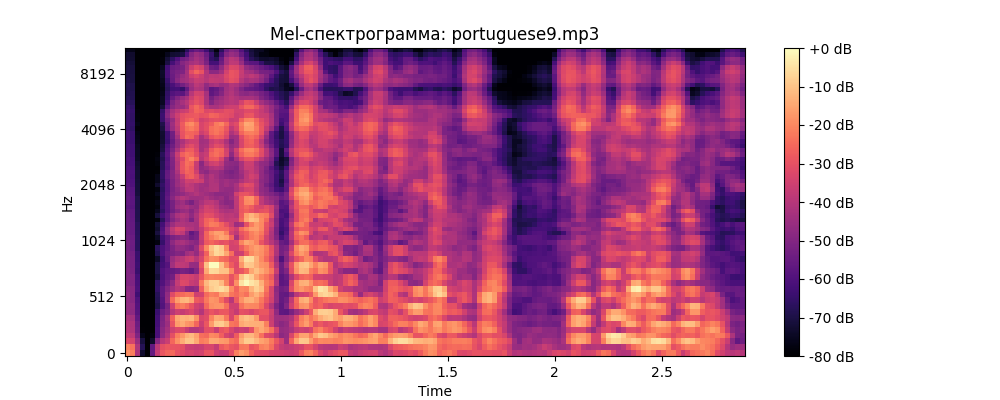 Mel-спектрограмма: portuguese9.mp3
Hz
8192
4096
2048
1024
512
0
0
0.5
1
1.5
2
2.5
Time
+0 dB
-10 dB
-20 dB
-30 dB
-40 dB
-50 dB
-60 dB
-70 dB
-80 dB